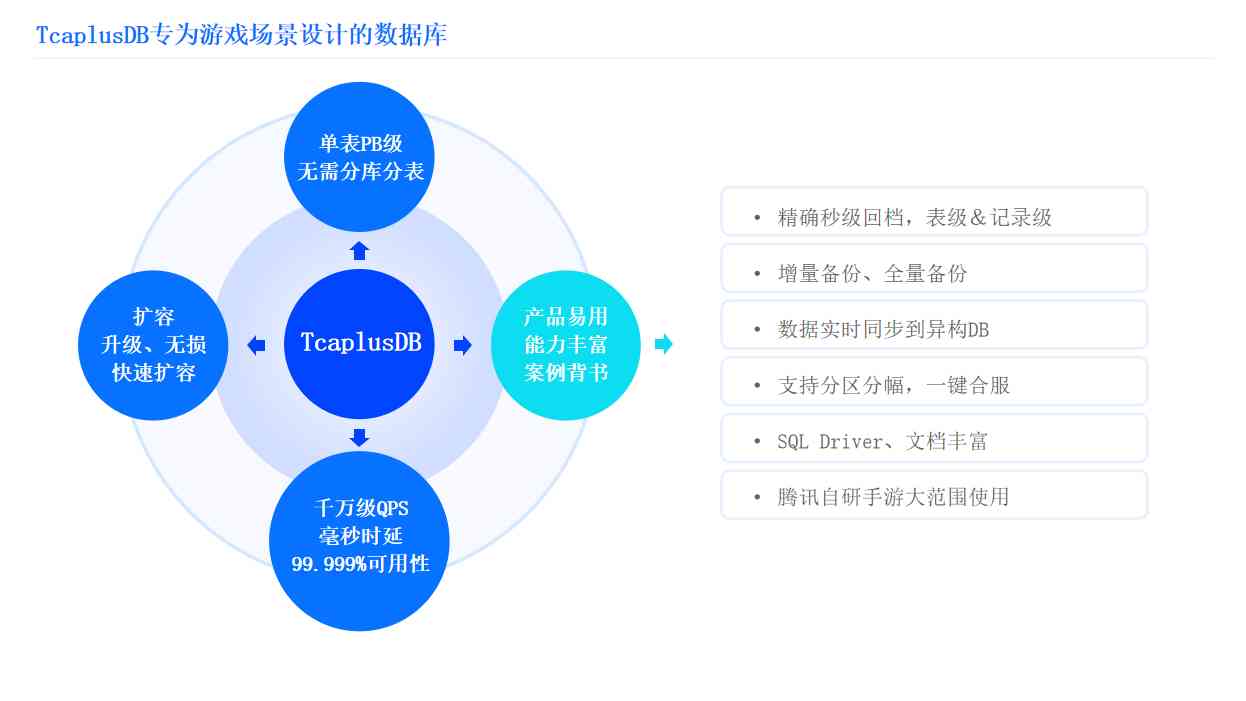 TcaplusDB专为游戏场景设计的数据库
单表PB级
无需分库分表
扩容
升级、无损
快速扩容
TcaplusDB
产品易用
能力丰富
案例背书
千万级QPS
毫秒时延
99.999%可用性
• 精确秒级回档，表级＆记录级
• 增量备份、全量备份
• 数据实时同步到异构DB
• 支持分区分幅，一键合服
• SQL Driver、文档丰富
• 腾讯自研手游大范围使用